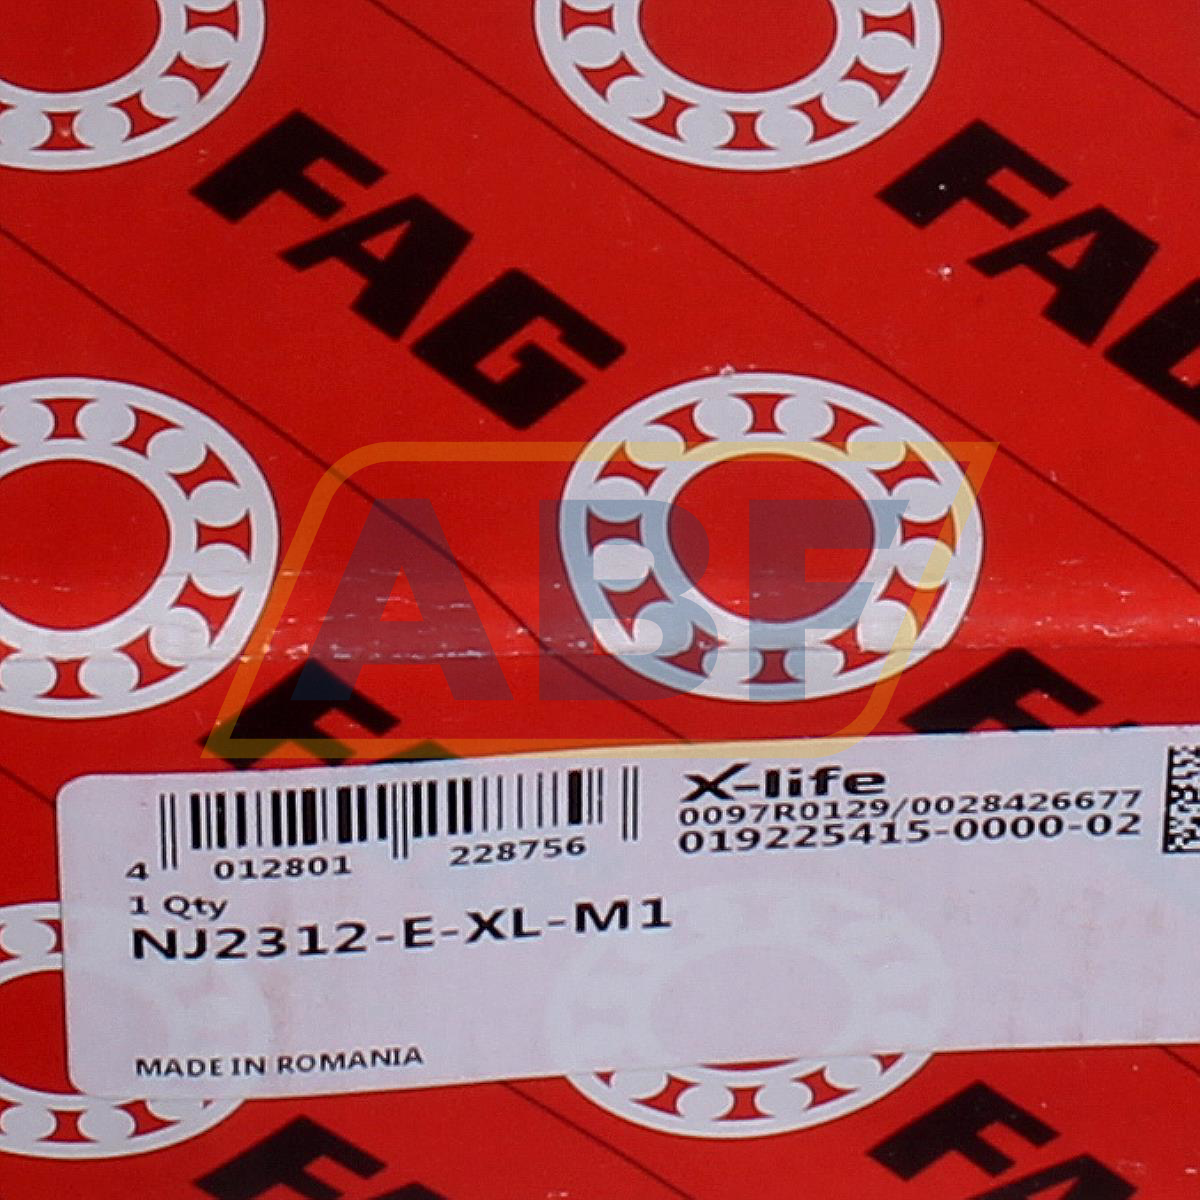 FAG
FAG
ABF
X-life
0097R0129/0028426677
019225415-0000-02
4 012801 228756
1 Qty
NJ2312-E-XL-M1
MADE IN ROMANIA